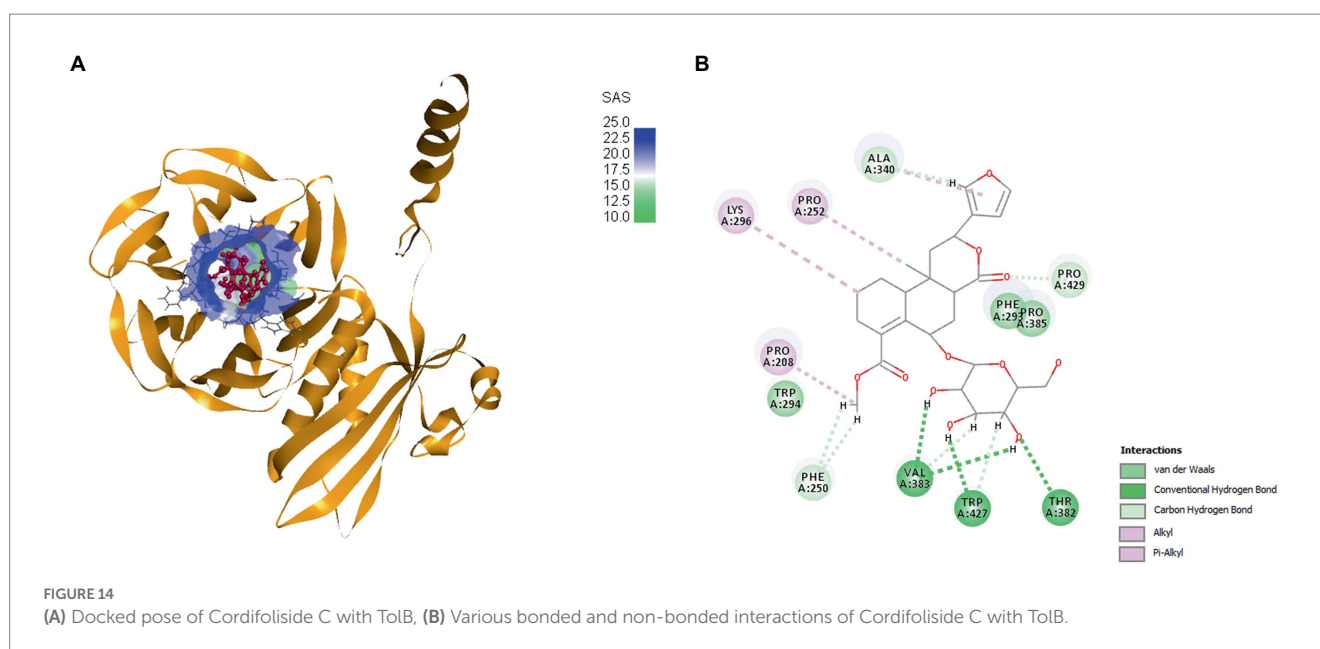 A
SAS
25.0
22.5
20.0
17.5
15.0
12.5
10.0
B
ALA
A:340
H
O
LYS
A:296
PRO
A:252
O
O
PRO
A:429
PHE
A:293
PRO
A:385
PRO
A:208
O
O
O
O
O
TRP
A:294
H
H
O
H
O
H
H
H
O
H
PHE
A:250
VAL
A:383
TRP
A:427
THR
A:382
Interactions
van der Waals
Conventional Hydrogen Bond
Carbon Hydrogen Bond
Alkyl
Pi-Alkyl
FIGURE 14
(A) Docked pose of Cordifoliside C with TolB, (B) Various bonded and non-bonded interactions of Cordifoliside C with TolB.